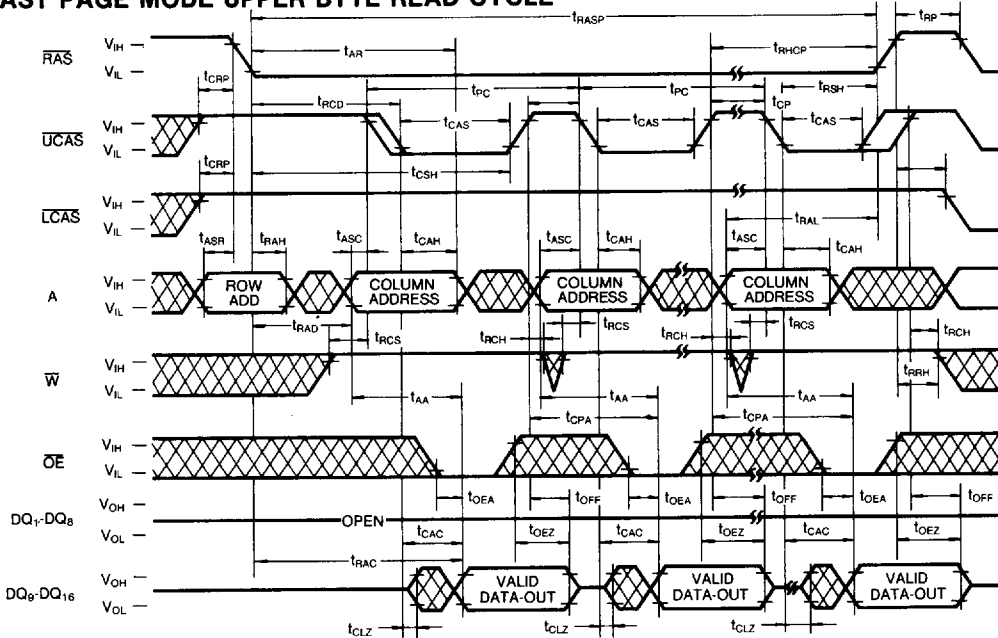 AST PAGE MODE UPPER BYTE READ CYCLE
tRASP tRP
RAS VIH
VIL
tAR tRHCP
tCRP tPC tPC tRSH
tRCD tCP
UCAS VIH
VIL
tCAS tCAS tCAS
tCRP tCSH
LCAS VIH
VIL
tRAL
tASR tRAH tASC tCAH tASC tCAH tASC tCAH
A VIH
VIL
ROW ADD COLUMN ADDRESS COLUMN ADDRESS COLUMN ADDRESS
tRAD tRCS tRCH tRCS tRCH tRCS tRCH
W VIH
VIL
tRRH
tAA tAA tAA
tCPA tCPA
OE VIH
VIL
tOEA tOFF tOEA tOFF tOEA tOFF
DQ1-DQ8 VOH
VOL
OPEN
tCAC tOEZ tCAC tOEZ tCAC tOEZ
tRAC
DQ9-DQ16 VOH
VOL
VALID DATA-OUT VALID DATA-OUT VALID DATA-OUT
tCLZ tCLZ tCLZ